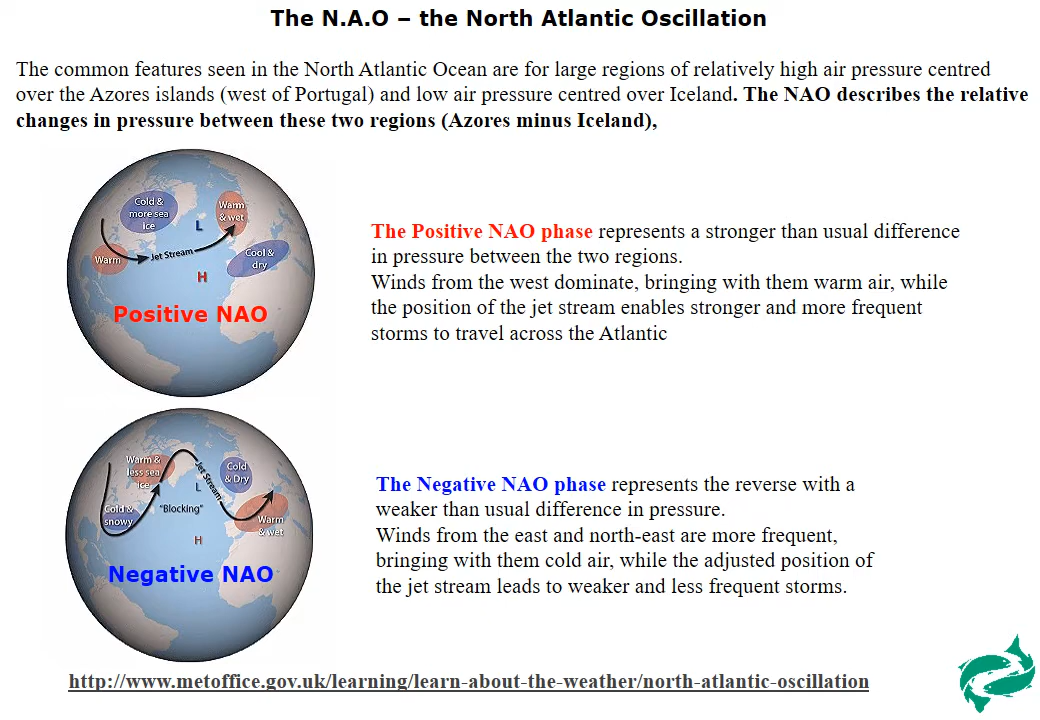 The N.A.O – the North Atlantic Oscillation
The common features seen in the North Atlantic Ocean are for large regions of relatively high air pressure centred
over the Azores islands (west of Portugal) and low air pressure centred over Iceland. The NAO describes the relative
changes in pressure between these two regions (Azores minus Iceland),
Cold &
more sea
ice
Warm
& wet
L
Jet Stream
Warm
Cool &
dry
H
Positive NAO
The Positive NAO phase represents a stronger than usual difference
in pressure between the two regions.
Winds from the west dominate, bringing with them warm air, while
the position of the jet stream enables stronger and more frequent
storms to travel across the Atlantic
Warm &
less sea
ice
Jet Stream
Cold
& Dry
L
Cold &
snowy
"Blocking"
Warm
& wet
H
Negative NAO
The Negative NAO phase represents the reverse with a
weaker than usual difference in pressure.
Winds from the east and north-east are more frequent,
bringing with them cold air, while the adjusted position of
the jet stream leads to weaker and less frequent storms.
http://www.metoffice.gov.uk/learning/learn-about-the-weather/north-atlantic-oscillation